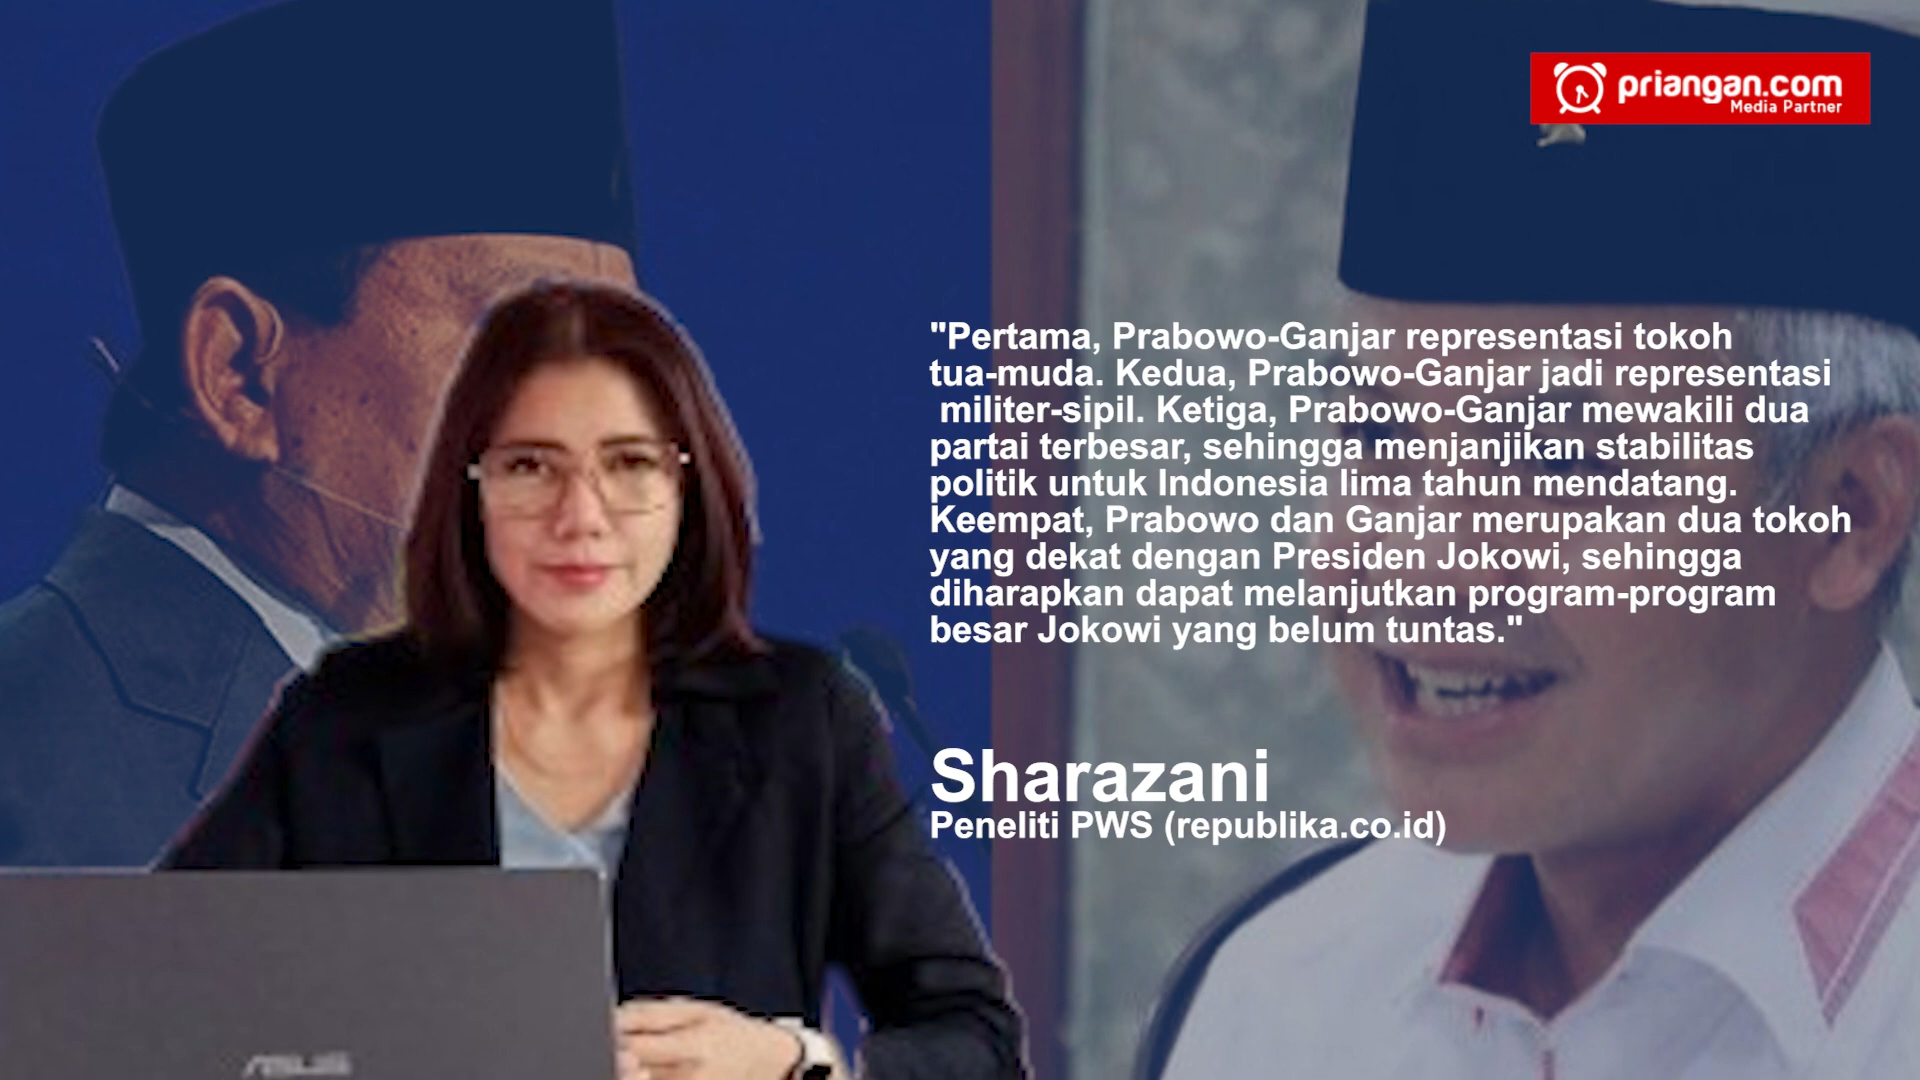 priangan.com
Media Partner
"Pertama, Prabowo-Ganjar representasi tokoh
tua-muda. Kedua, Prabowo-Ganjar jadi representasi
militer-sipil. Ketiga, Prabowo-Ganjar mewakili dua
partai terbesar, sehingga menjanjikan stabilitas
politik untuk Indonesia lima tahun mendatang.
Keempat, Prabowo dan Ganjar merupakan dua tokoh
yang dekat dengan Presiden Jokowi, sehingga
diharapkan dapat melanjutkan program-program
besar Jokowi yang belum tuntas."
Sharazani
Peneliti PWS (republika.co.id)